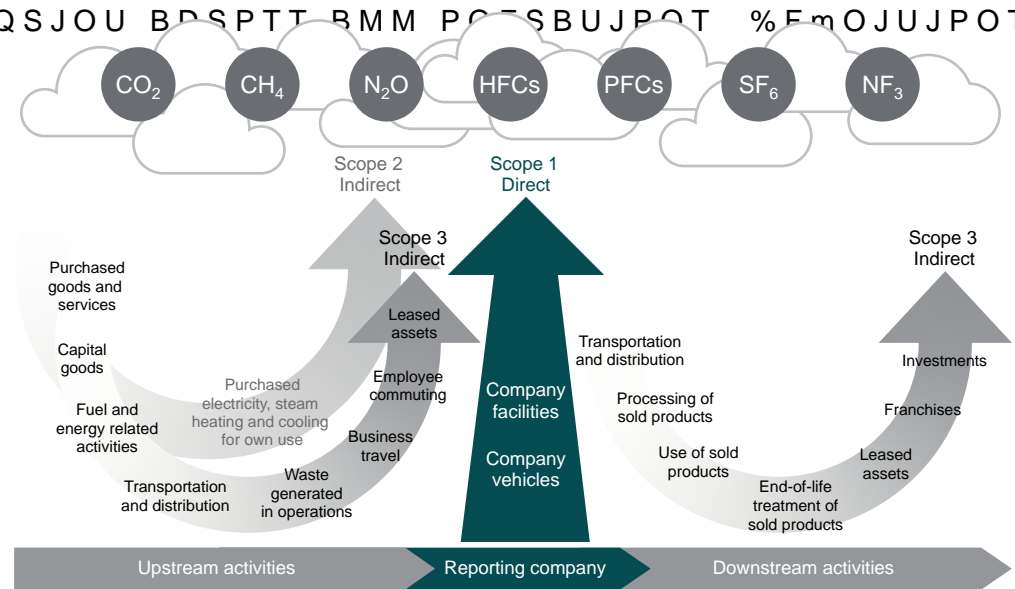 QSJOU BDSPTT BMM PGFSBUJPOT %FmOJUJPOT
CO₂ CH₄ N₂O HFCs PFCs SF₆ NF₃
Scope 2
Indirect
Scope 1
Direct
Scope 3
Indirect
Scope 3
Indirect
Purchased
goods and
services
Capital
goods
Fuel and
energy related
activities
Transportation
and distribution
Purchased
electricity, steam
heating and cooling
for own use
Waste
generated
in operations
Business
travel
Employee
commuting
Leased
assets
Company
facilities
Company
vehicles
Transportation
and distribution
Processing of
sold products
Use of sold
products
End-of-life
treatment of
sold products
Leased
assets
Franchises
Investments
Upstream activities
Reporting company
Downstream activities